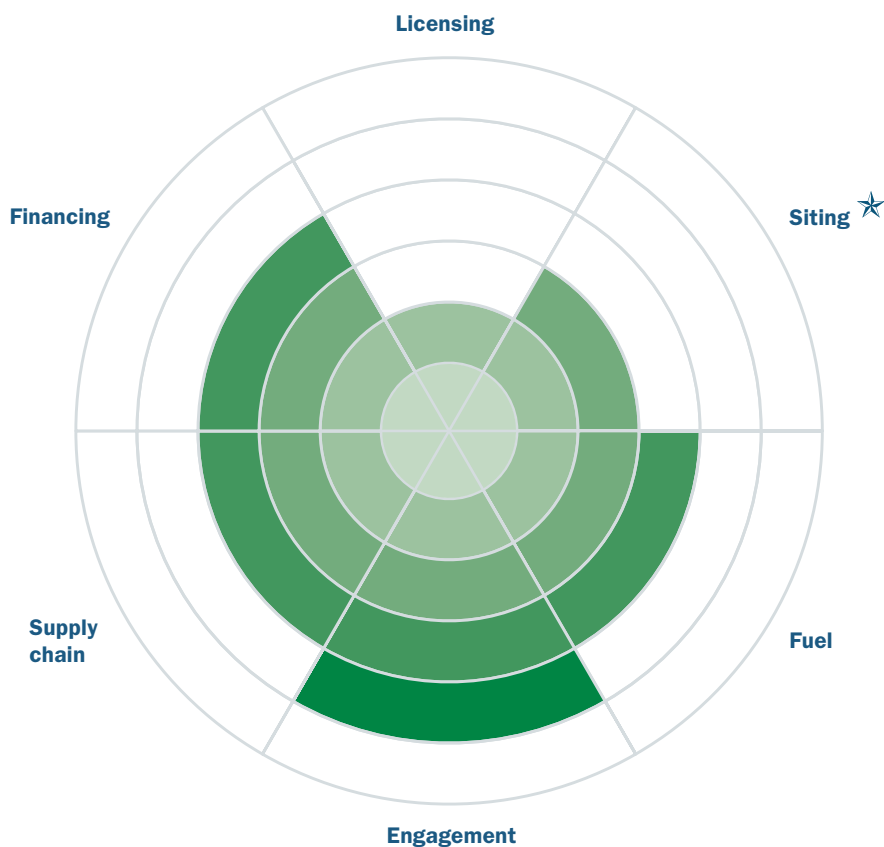 Licensing
Financing
Siting
Supply
chain
Fuel
Engagement